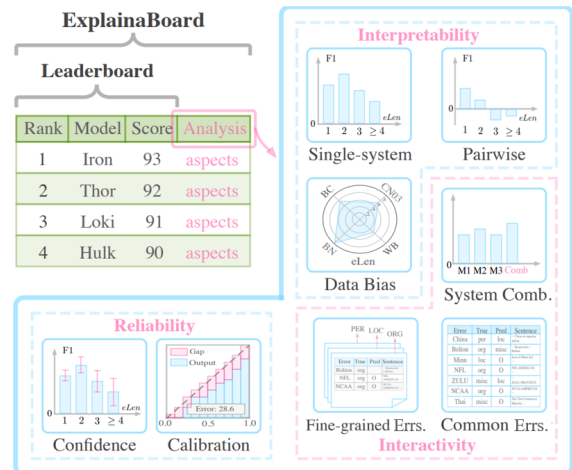 ExplainaBoard
Leaderboard
Rank Model Score Analysis
1 Iron 93 aspects
2 Thor 92 aspects
3 Loki 91 aspects
4 Hulk 90 aspects
Interpretability
F1
eLen
1 2 3 ≥ 4
Single-system
F1
eLen
1 2 3 ≥ 4
Pairwise
BC
CN03
BN
WB
eLen
Data Bias
M1 M2 M3 Comb
System Comb.
Reliability
F1
eLen
1 2 3 ≥ 4
Confidence
Gap
Output
Error: 28.6
0.0 0.5 1.0
Calibration
PER LOC ORG
Error True Pred Sentence
Bolton org
NFL org O
NCAA org O
Fine-grained Errs.
Error True Pred Sentence
China per loc
Bolton org misc
Minn loc O
NFL org O
ZULU misc loc
NCAA org O
Thai misc O
Common Errs.
Interactivity